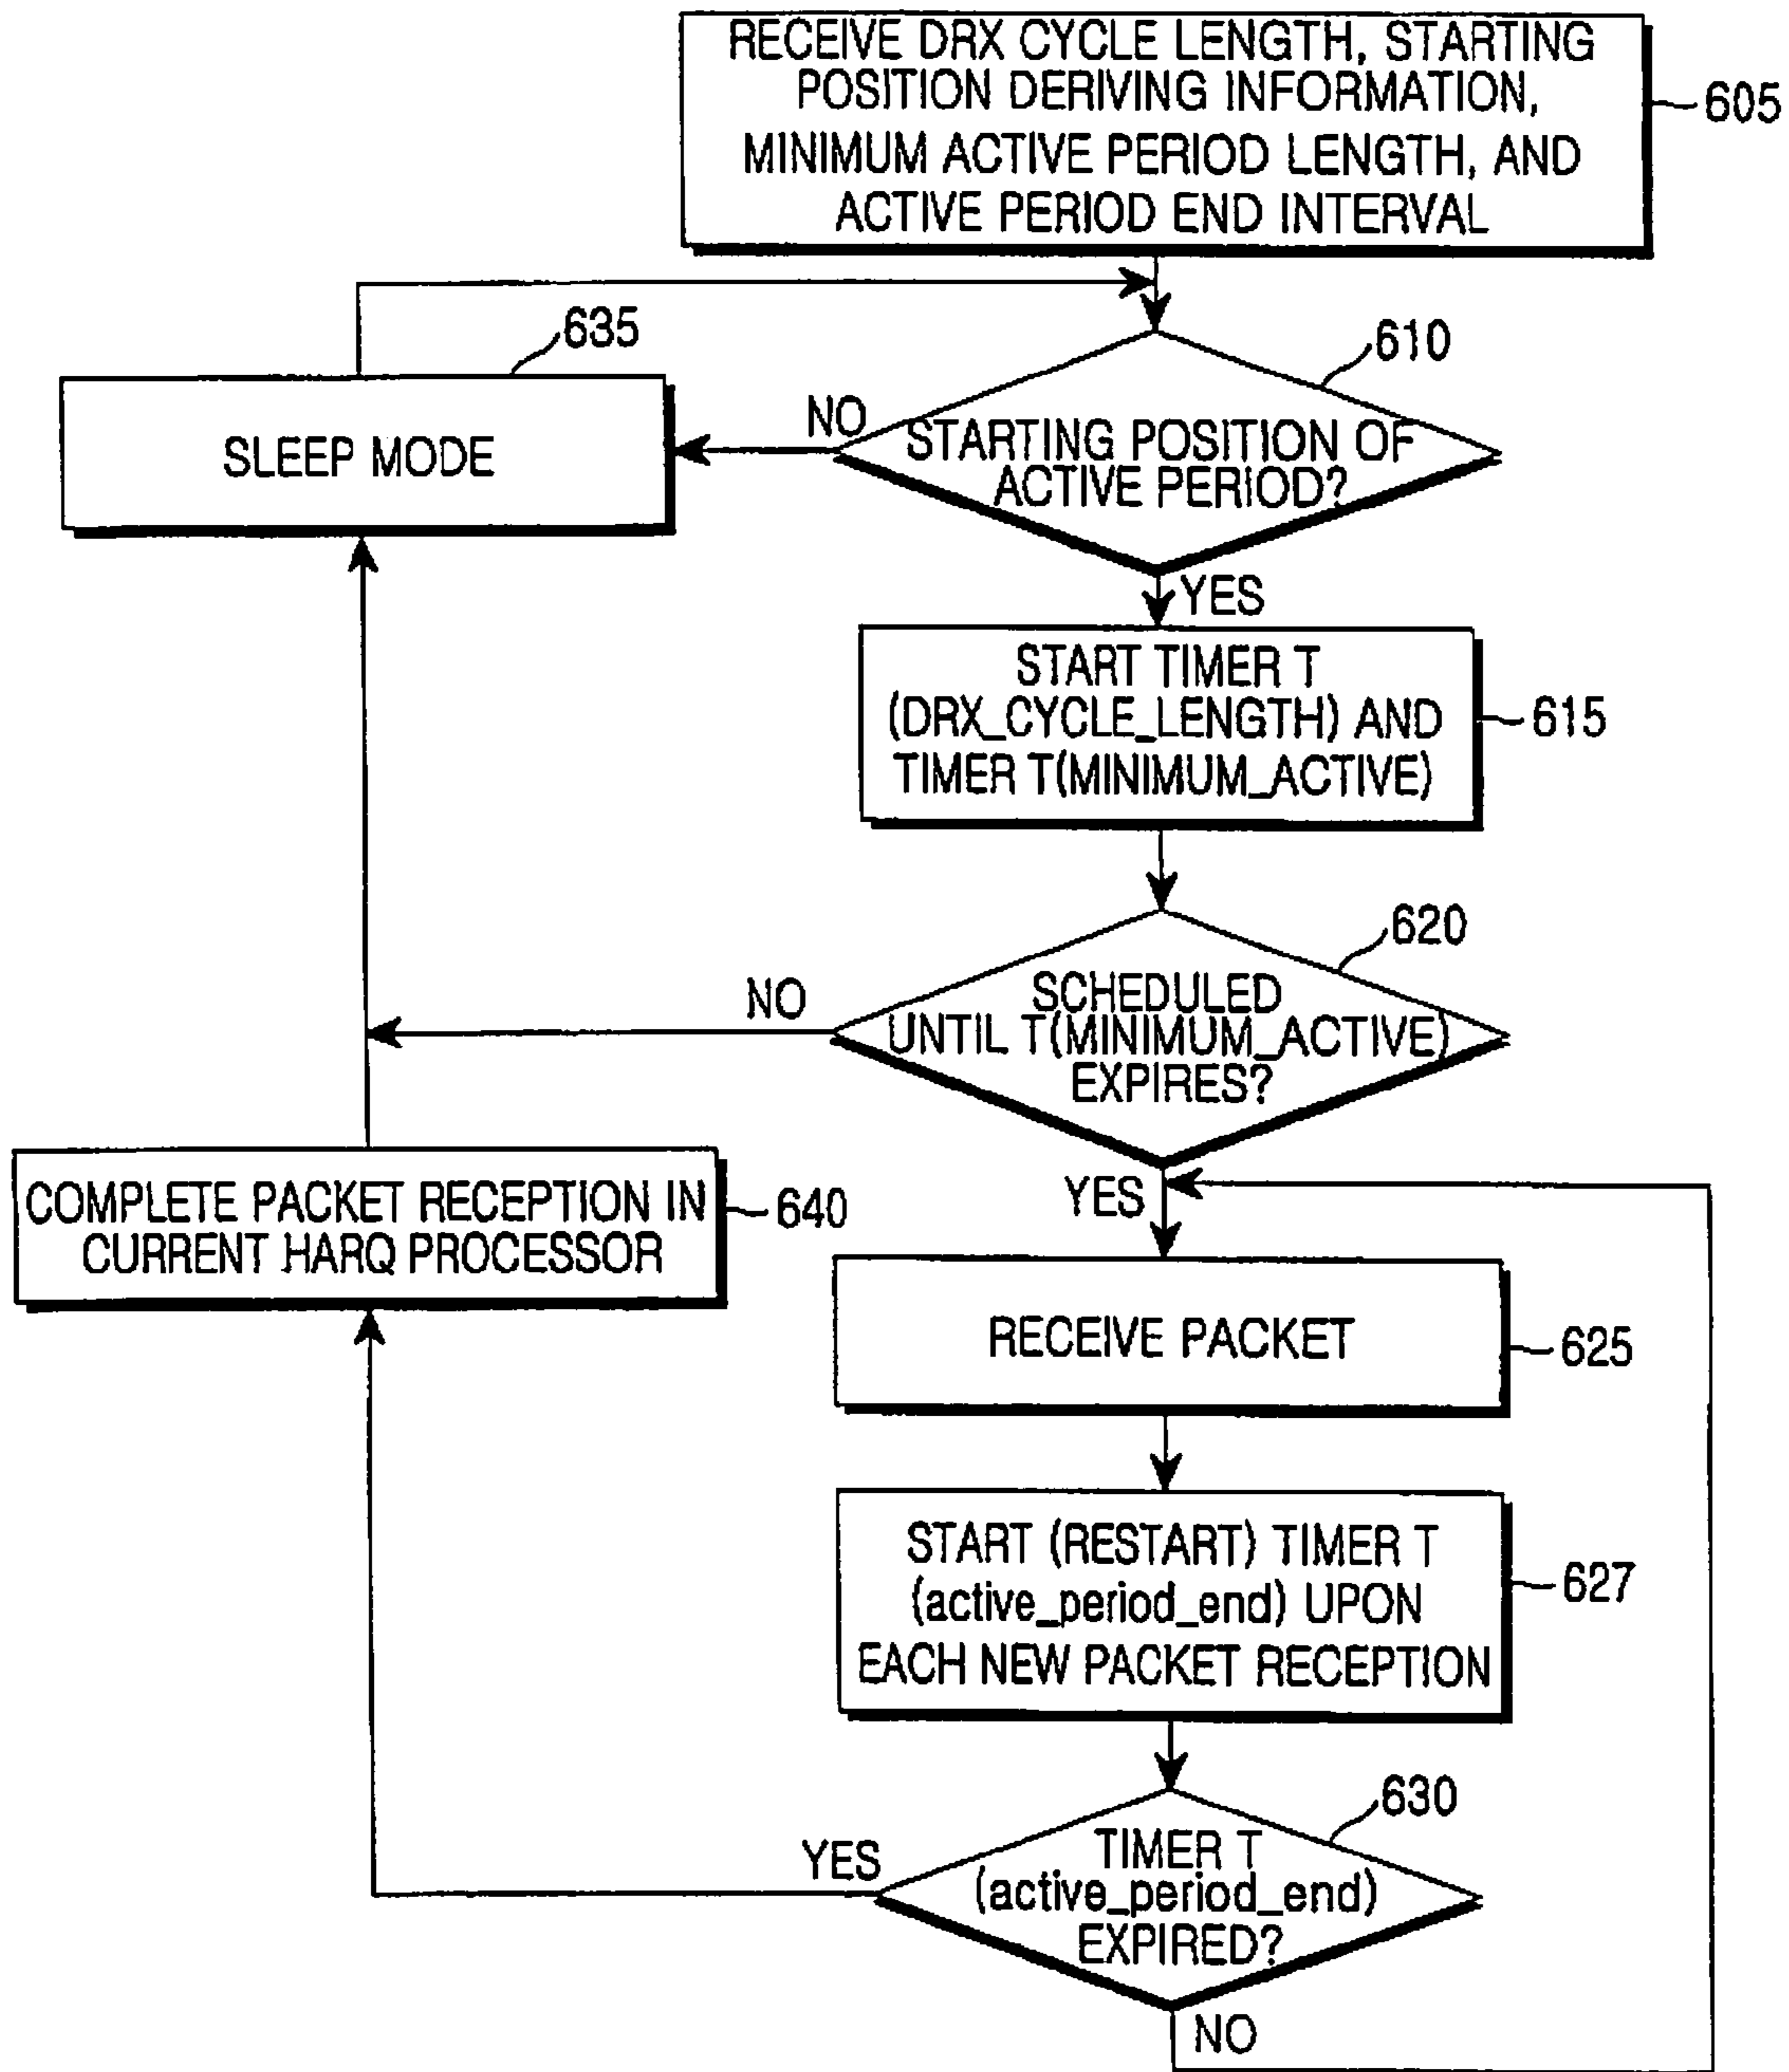 RECEIVE DRX CYCLE LENGTH, STARTING
POSITION DERIVING INFORMATION,
MINIMUM ACTIVE PERIOD LENGTH, AND
ACTIVE PERIOD END INTERVAL
605
635
SLEEP MODE
610
NO
STARTING POSITION OF
ACTIVE PERIOD?
YES
START TIMER T
(DRX_CYCLE_LENGTH) AND
TIMER T(MINIMUM_ACTIVE)
615
620
NO
SCHEDULED
UNTIL T(MINIMUM_ACTIVE)
EXPIRES?
YES
COMPLETE PACKET RECEPTION IN
CURRENT HARQ PROCESSOR
640
RECEIVE PACKET
625
START (RESTART) TIMER T
(active_period_end) UPON
EACH NEW PACKET RECEPTION
627
630
YES
TIMER T
(active_period_end)
EXPIRED?
NO